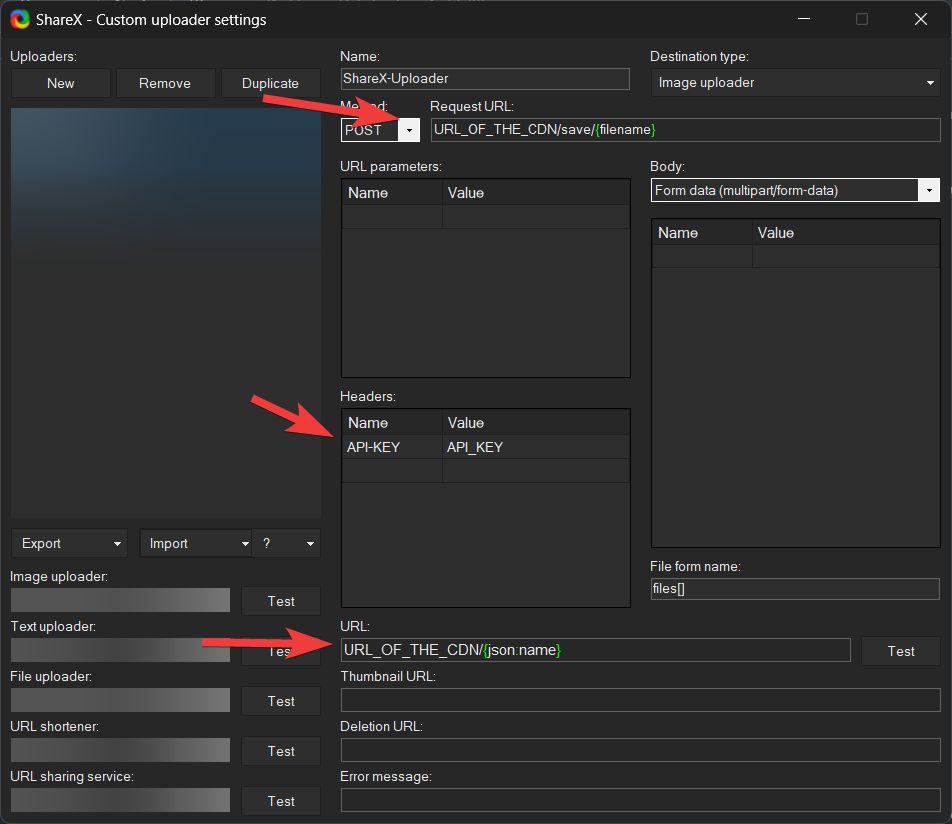 ShareX - Custom uploader settings
Uploaders:
New Remove Duplicate
Export Import ?
Image uploader:
Test
Text uploader:
Test
File uploader:
Test
URL shortener:
Test
URL sharing service:
Test
Name:
ShareX-Uploader
Method: Request URL:
POST URL_OF_THE_CDN/save/{filename}
URL parameters:
Name Value
Headers:
Name Value
API-KEY API_KEY
URL:
URL_OF_THE_CDN/{json:name} Test
Thumbnail URL:
Deletion URL:
Error message:
Destination type:
Image uploader
Body:
Form data (multipart/form-data)
Name Value
File form name:
files[]